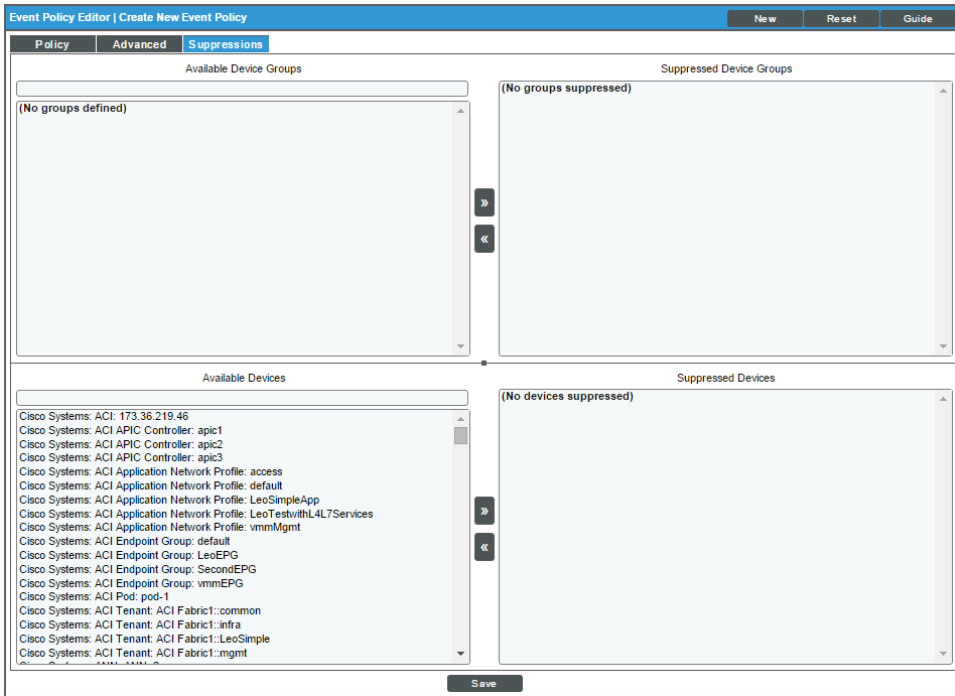 Event Policy Editor | Create New Event Policy
New Reset Guide
Policy Advanced Suppressions
Available Device Groups
(No groups defined)
Suppressed Device Groups
(No groups suppressed)
»
«
Available Devices
Cisco Systems: ACI: 173.36.219.46
Cisco Systems: ACI APIC Controller: apic1
Cisco Systems: ACI APIC Controller: apic2
Cisco Systems: ACI APIC Controller: apic3
Cisco Systems: ACI Application Network Profile: access
Cisco Systems: ACI Application Network Profile: default
Cisco Systems: ACI Application Network Profile: LeoSimpleApp
Cisco Systems: ACI Application Network Profile: LeoTestwithL4L7Services
Cisco Systems: ACI Application Network Profile: vmmMgmt
Cisco Systems: ACI Endpoint Group: default
Cisco Systems: ACI Endpoint Group: LeoEPG
Cisco Systems: ACI Endpoint Group: SecondEPG
Cisco Systems: ACI Endpoint Group: vmmEPG
Cisco Systems: ACI Pod: pod-1
Cisco Systems: ACI Tenant: ACI Fabric1::common
Cisco Systems: ACI Tenant: ACI Fabric1::infra
Cisco Systems: ACI Tenant: ACI Fabric1::LeoSimple
Cisco Systems: ACI Tenant: ACI Fabric1::mgmt
Suppressed Devices
(No devices suppressed)
»
«
Save